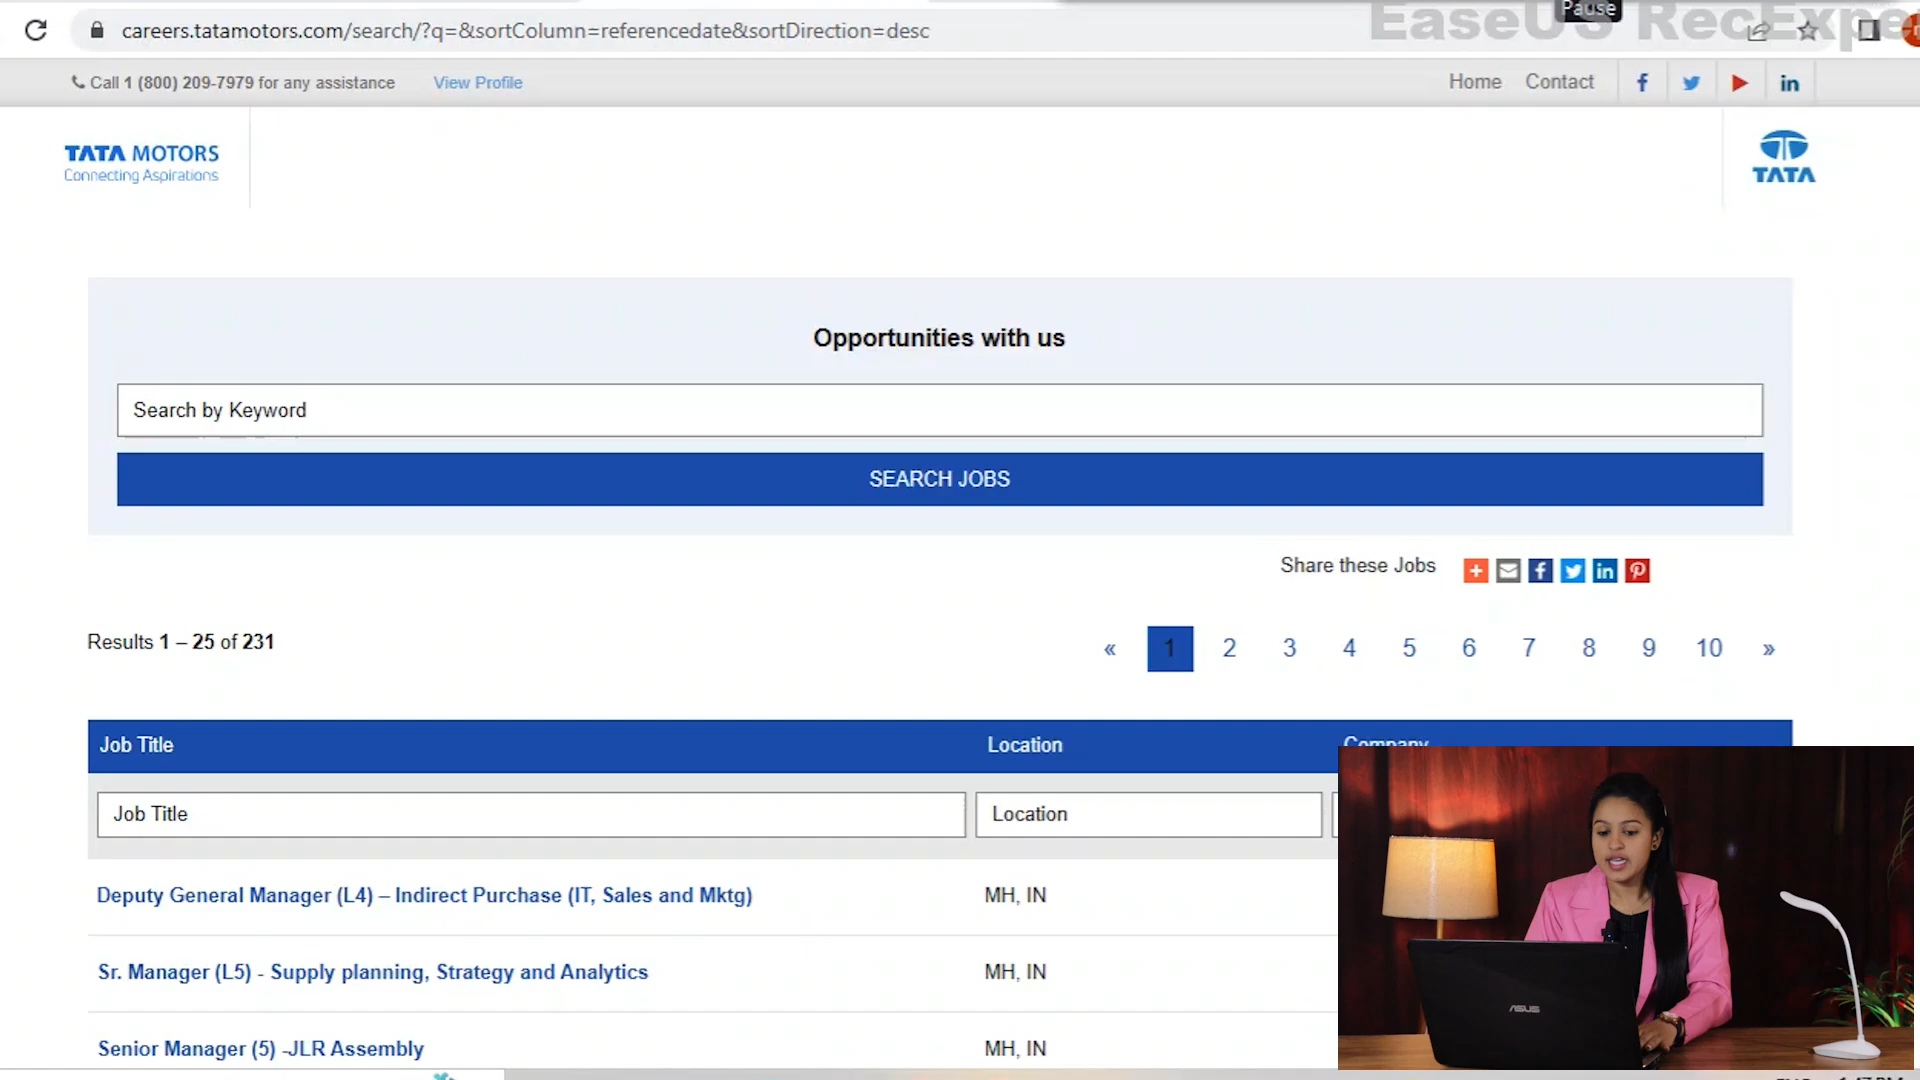 Pause
EaseUS RecExpe
careers.tatamotors.com/search/?q=&sortColumn=referencedate&sortDirection=desc
Call 1 (800) 209-7979 for any assistance
View Profile
Home
Contact
TATA MOTORS
Connecting Aspirations
TATA
Opportunities with us
Search by Keyword
SEARCH JOBS
Share these Jobs
Results 1 – 25 of 231
« 1 2 3 4 5 6 7 8 9 10 »
Job Title
Location
Company
Job Title
Location
Deputy General Manager (L4) – Indirect Purchase (IT, Sales and Mktg)
MH, IN
Sr. Manager (L5) - Supply planning, Strategy and Analytics
MH, IN
Senior Manager (5) -JLR Assembly
MH, IN
ASUS